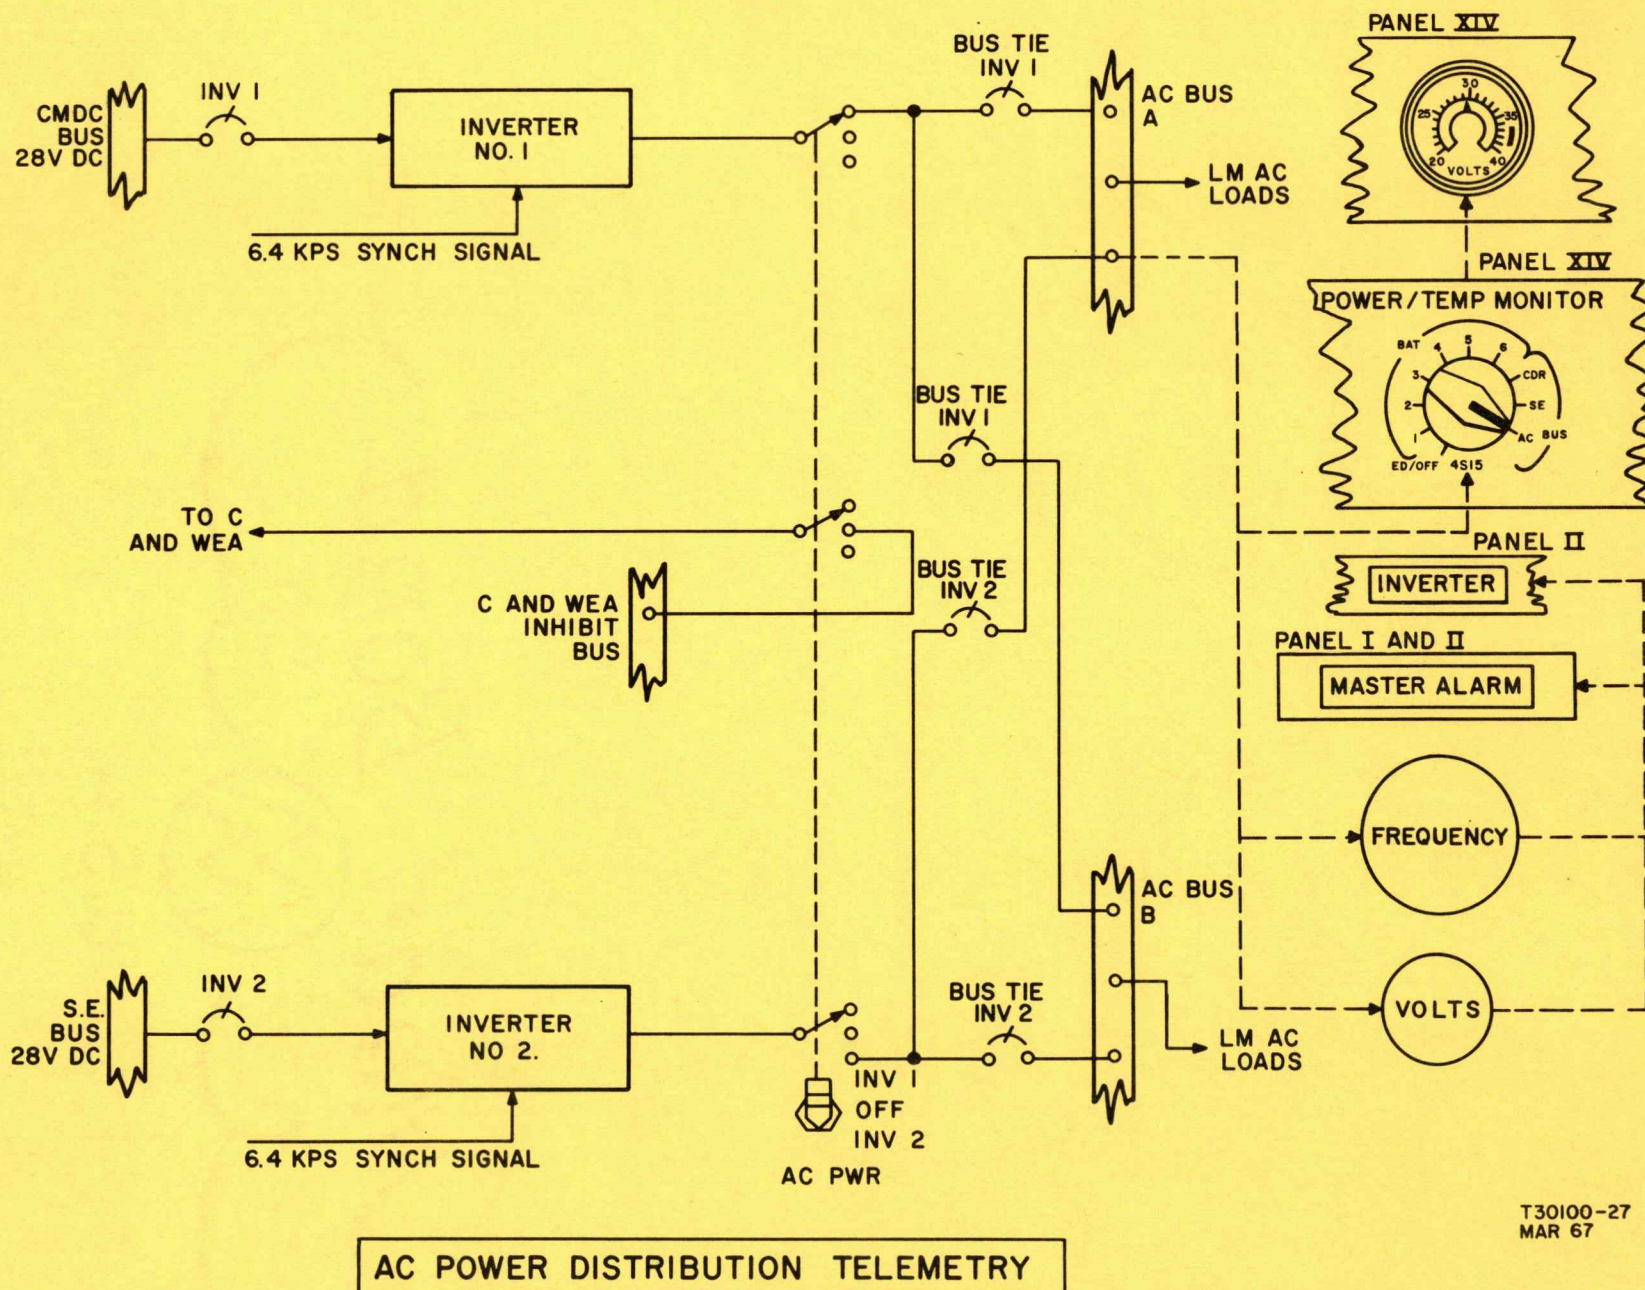 PANEL XIV
BUS TIE
INV 1
CMDC
BUS
28V DC
INV 1
INVERTER
NO. 1
AC BUS
A
30
25
35
20
40
VOLTS
LM AC
LOADS
6.4 KPS SYNCH SIGNAL
PANEL XIV
POWER/TEMP MONITOR
BAT
4
5
6
3
CDR
2
SE
1
AC BUS
ED/OFF
4S15
BUS TIE
INV 1
TO C
AND WEA
PANEL II
INVERTER
BUS TIE
INV 2
C AND WEA
INHIBIT
BUS
PANEL I AND II
MASTER ALARM
FREQUENCY
AC BUS
B
S.E.
BUS
28V DC
INV 2
INVERTER
NO 2.
BUS TIE
INV 2
VOLTS
LM AC
LOADS
INV 1
OFF
INV 2
AC PWR
6.4 KPS SYNCH SIGNAL
T30100-27
MAR 67
AC POWER DISTRIBUTION TELEMETRY